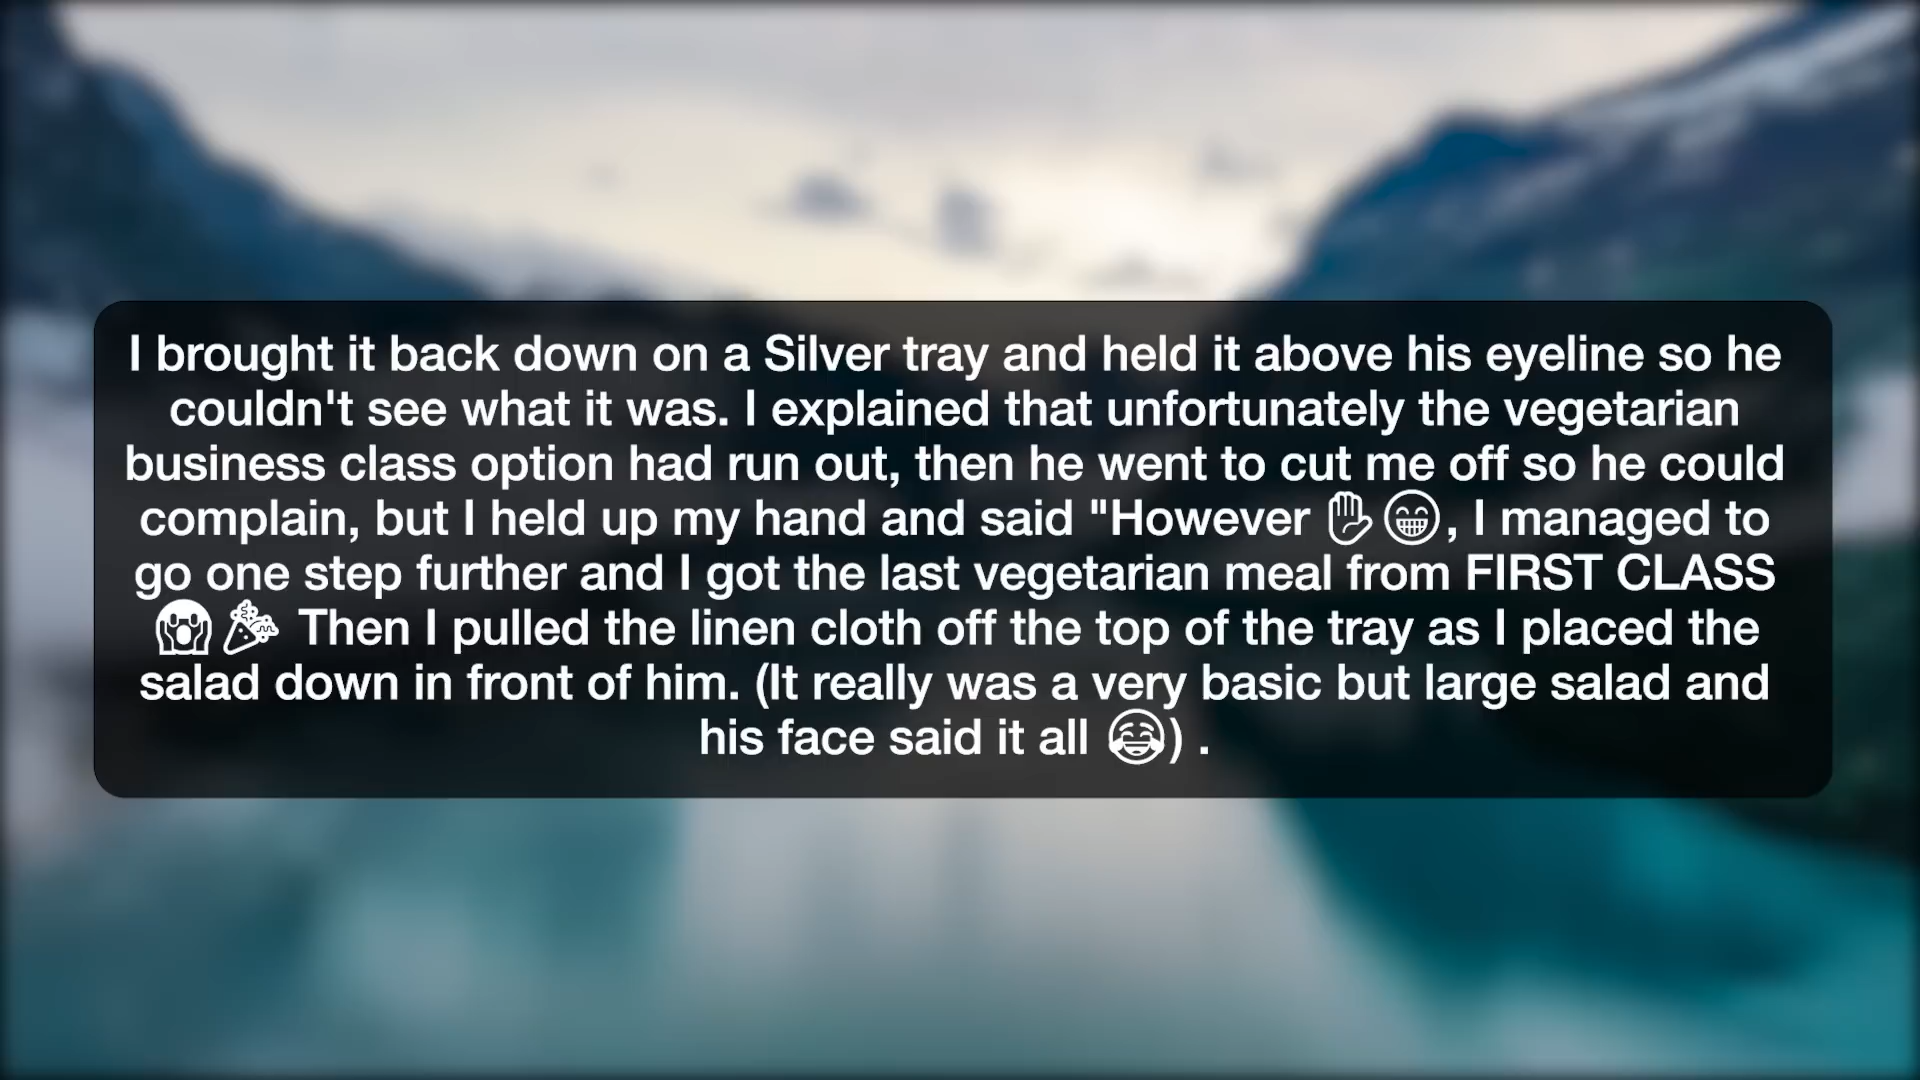 I brought it back down on a Silver tray and held it above his eyeline so he
couldn't see what it was. I explained that unfortunately the vegetarian
business class option had run out, then he went to cut me off so he could
complain, but I held up my hand and said "However ✋😁, I managed to
go one step further and I got the last vegetarian meal from FIRST CLASS
😱🎉 Then I pulled the linen cloth off the top of the tray as I placed the
salad down in front of him. (It really was a very basic but large salad and
his face said it all 😂) .